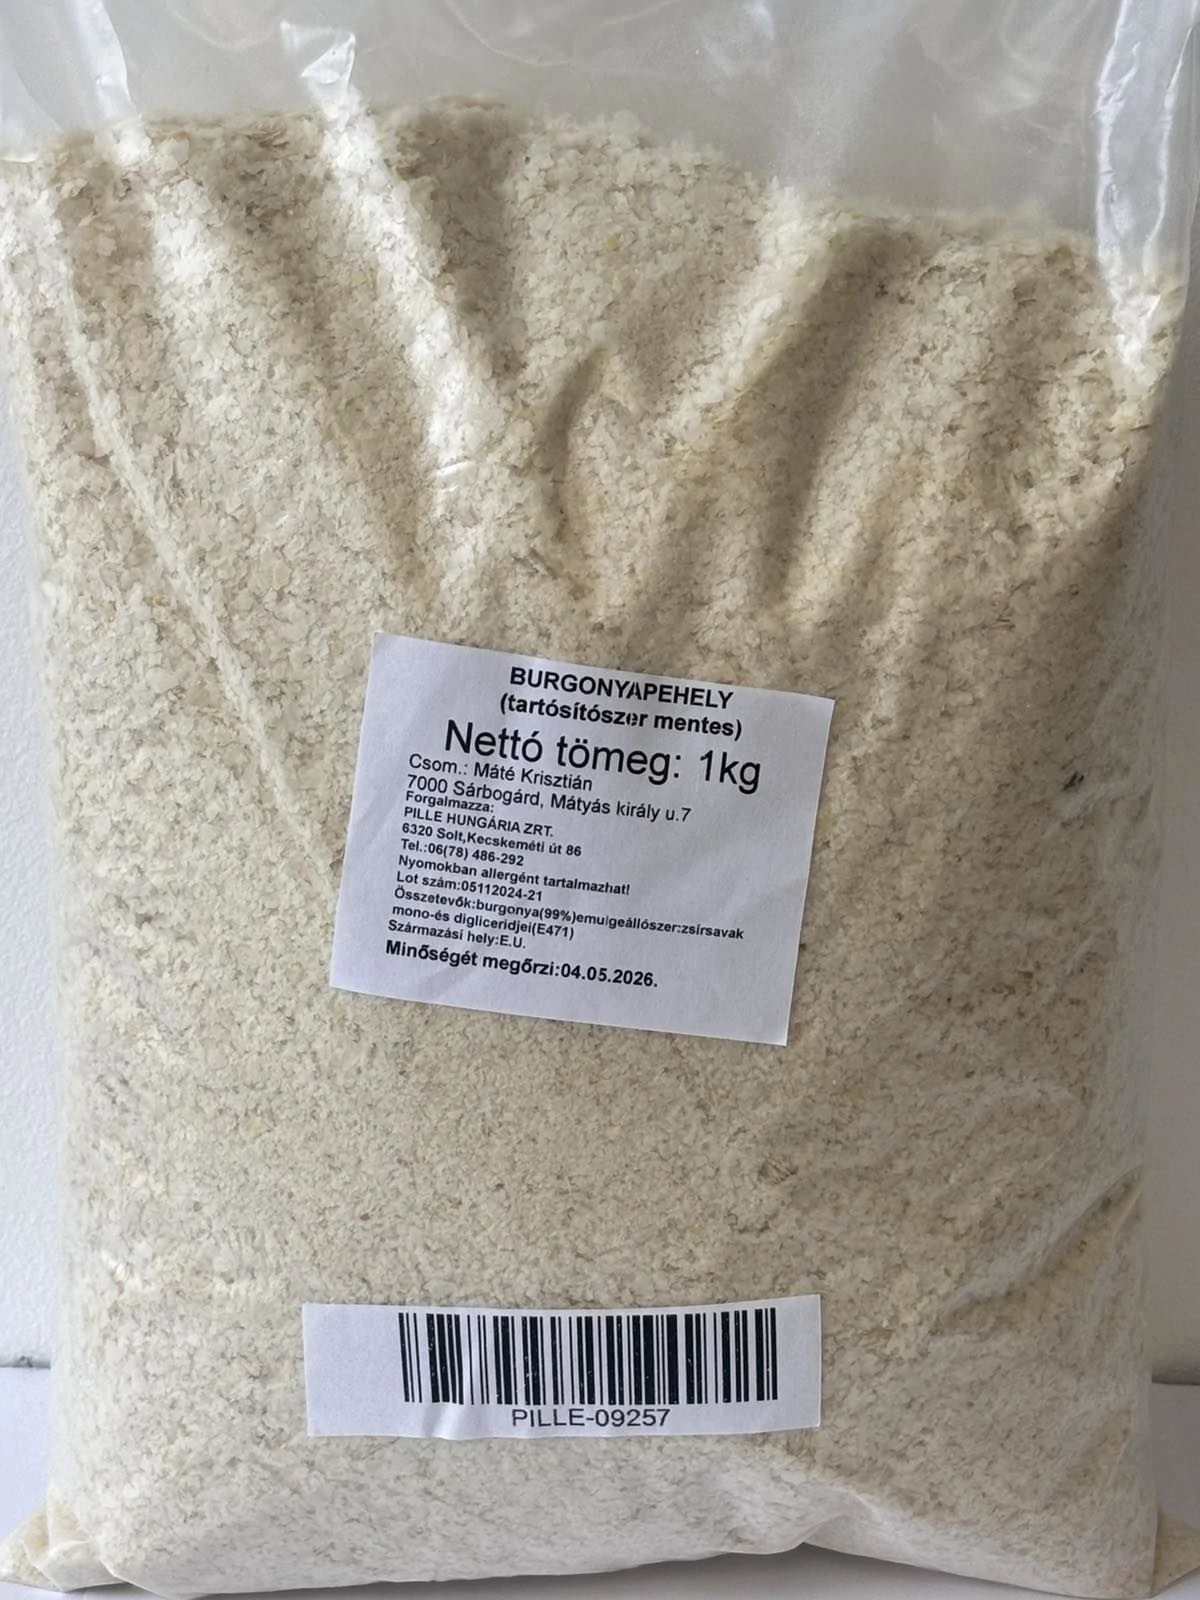 BURGONYAPEHELY
(tartósítószer mentes)
Nettó tömeg: 1kg
Csom.: Máté Krisztián
7000 Sárbogárd, Mátyás király u.7
Forgalmazza:
PILLE HUNGÁRIA ZRT.
6320 Solt,Kecskeméti út 86
Tel.:06(78) 486-292
Nyomokban allergént tartalmazhat!
Lot szám:05112024-21
Összetevők:burgonya(99%)emulgeállószer:zsírsavak
mono-és digliceridjei(E471)
Származási hely:E.U.
Minőségét megőrzi:04.05.2026.
PILLE-09257